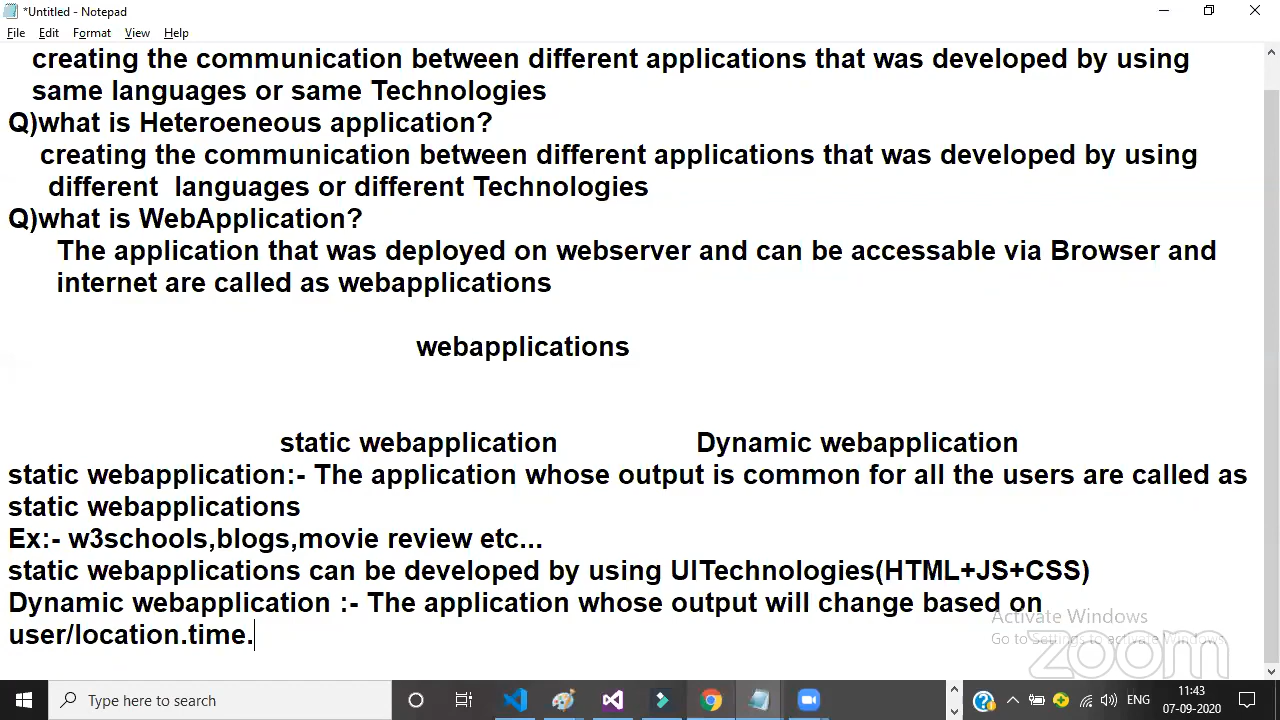 *Untitled - Notepad
File Edit Format View Help
creating the communication between different applications that was developed by using
same languages or same Technologies
Q)what is Heteroeneous application?
creating the communication between different applications that was developed by using
different languages or different Technologies
Q)what is WebApplication?
The application that was deployed on webserver and can be accessable via Browser and
internet are called as webapplications
webapplications
static webapplication Dynamic webapplication
static webapplication:- The application whose output is common for all the users are called as
static webapplications
Ex:- w3schools,blogs,movie review etc...
static webapplications can be developed by using UITechnologies(HTML+JS+CSS)
Dynamic webapplication :- The application whose output will change based on
user/location.time.
Activate Windows
Go to Settings to activate Windows.
zoom
Type here to search
ENG
11:43
07-09-2020